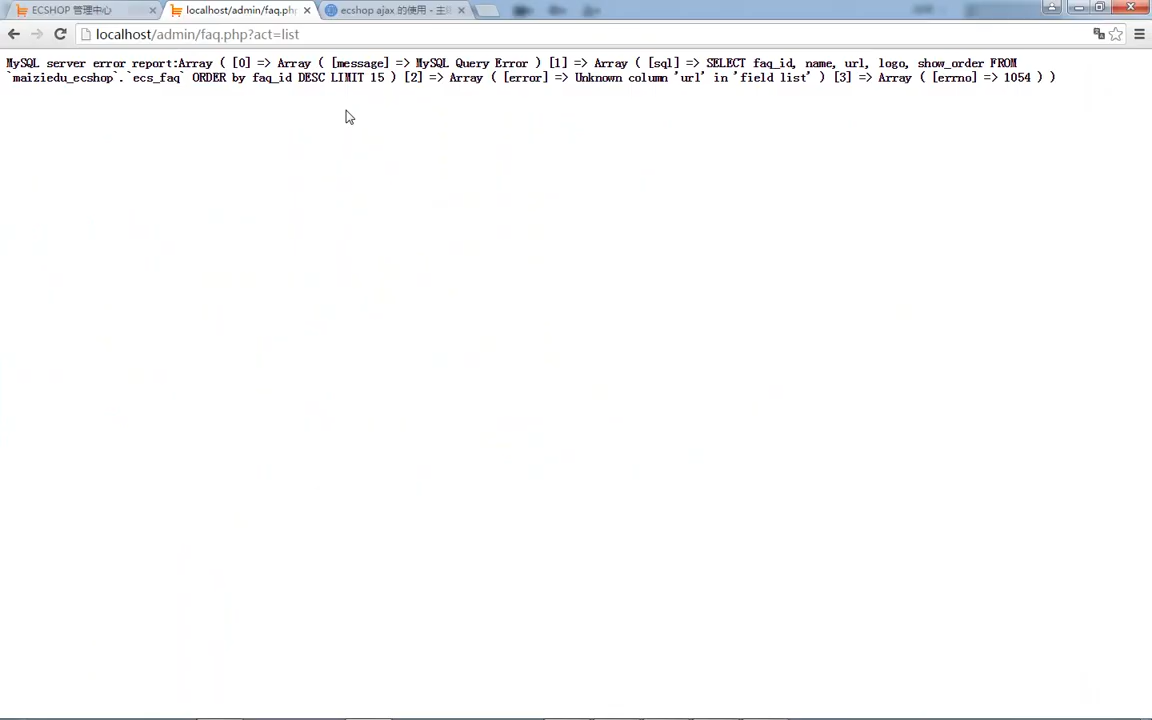 ECSHOP 管理中心
localhost/admin/faq.php
ecshop ajax 的使用 - 主
localhost/admin/faq.php?act=list
MySQL server error report:Array ( [0] => Array ( [message] => MySQL Query Error ) [1] => Array ( [sql] => SELECT faq_id, name, url, logo, show_order FROM
`maiziedu_ecshop`.`ecs_faq` ORDER by faq_id DESC LIMIT 15 ) [2] => Array ( [error] => Unknown column 'url' in 'field list' ) [3] => Array ( [errno] => 1054 ) )